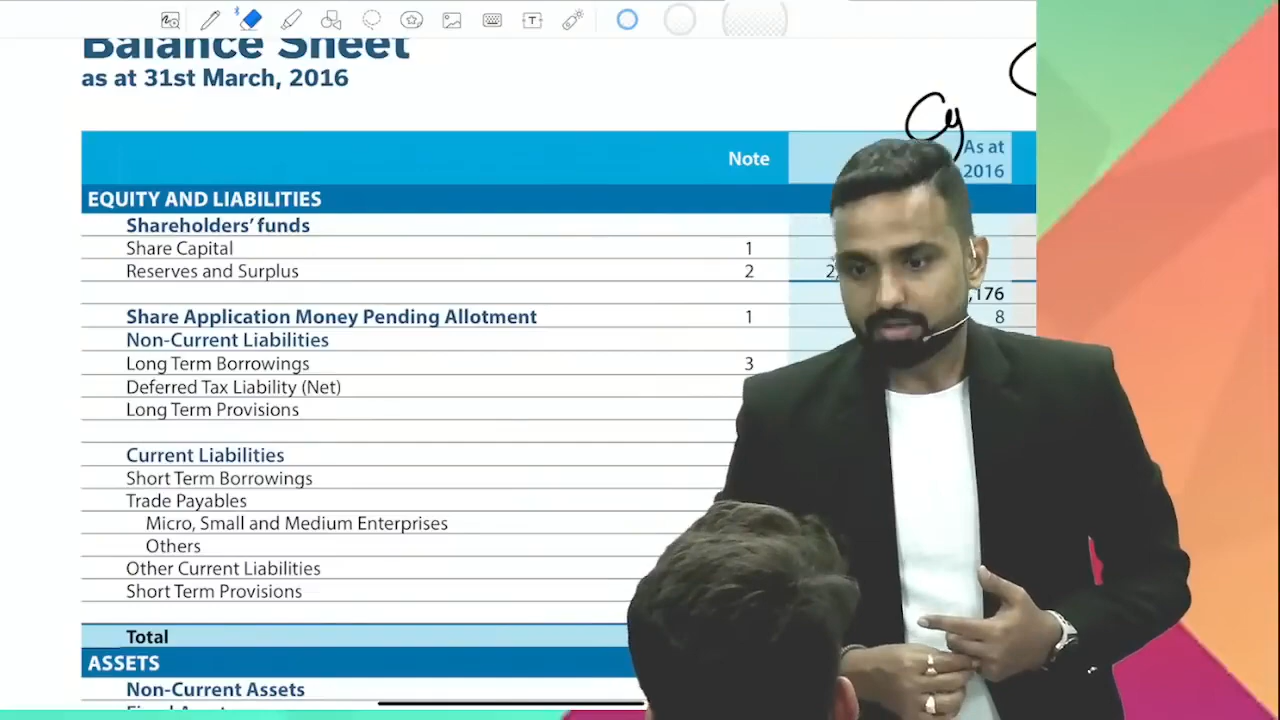 Balance Sheet
as at 31st March, 2016
Cy
Note As at
2016
EQUITY AND LIABILITIES
Shareholders’ funds
Share Capital 1
Reserves and Surplus 2 2,
,176
Share Application Money Pending Allotment 1 8
Non-Current Liabilities
Long Term Borrowings 3
Deferred Tax Liability (Net)
Long Term Provisions
Current Liabilities
Short Term Borrowings
Trade Payables
Micro, Small and Medium Enterprises
Others
Other Current Liabilities
Short Term Provisions
Total
ASSETS
Non-Current Assets